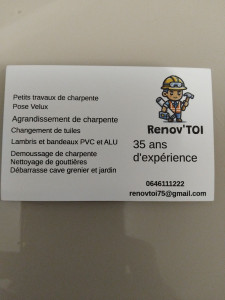 Petits travaux de charpente
Pose Velux
Agrandissement de charpente
Changement de tuiles
Lambris et bandeaux PVC et ALU
Demoussage de charpente
Nettoyage de gouttières
Débarrasse cave grenier et jardin
Renov'TOI
35 ans
d'expérience
0646111222
renovtoi75@gmail.com